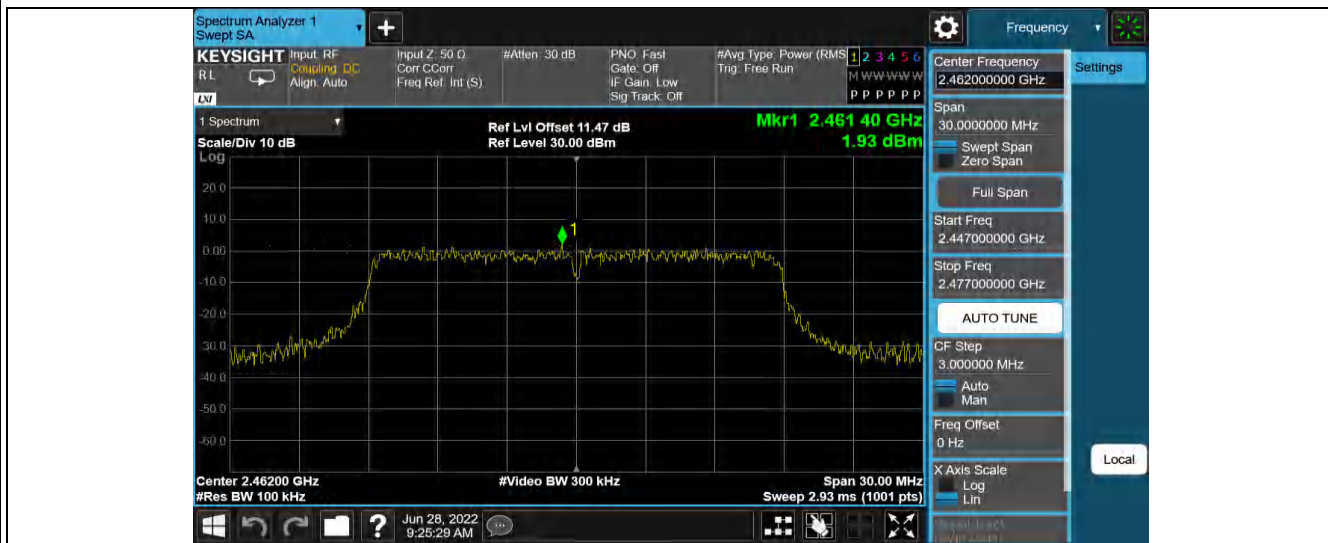 Spectrum Analyzer 1
Swept SA
Frequency
KEYSIGHT
RL
LXI
Input: RF
Coupling: DC
Align: Auto
Input Z: 50 Ω
Corr CCorr
Freq Ref: Int (S)
#Atten: 30 dB
PNO: Fast
Gate: Off
IF Gain: Low
Sig Track: Off
#Avg Type: Power (RMS
Trig: Free Run
1 2 3 4 5 6
M W W W W W
P P P P P P
1 Spectrum
Scale/Div 10 dB
Log
Ref Lvl Offset 11.47 dB
Ref Level 30.00 dBm
Mkr1 2.461 40 GHz
1.93 dBm
20.0
10.0
0.00
-10.0
-20.0
-30.0
-40.0
-50.0
-60.0
1
Center 2.46200 GHz
#Res BW 100 kHz
#Video BW 300 kHz
Span 30.00 MHz
Sweep 2.93 ms (1001 pts)
Jun 28, 2022
9:25:29 AM
Center Frequency
2.462000000 GHz
Settings
Span
30.0000000 MHz
Swept Span
Zero Span
Full Span
Start Freq
2.447000000 GHz
Stop Freq
2.477000000 GHz
AUTO TUNE
CF Step
3.000000 MHz
Auto
Man
Freq Offset
0 Hz
X Axis Scale
Log
Lin
Local